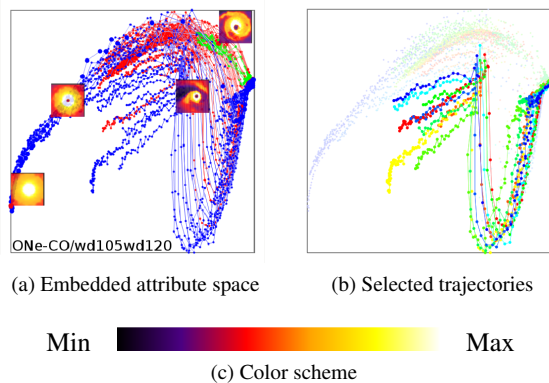 ONe-CO/wd105wd120
(a) Embedded attribute space
(b) Selected trajectories
Min
Max
(c) Color scheme